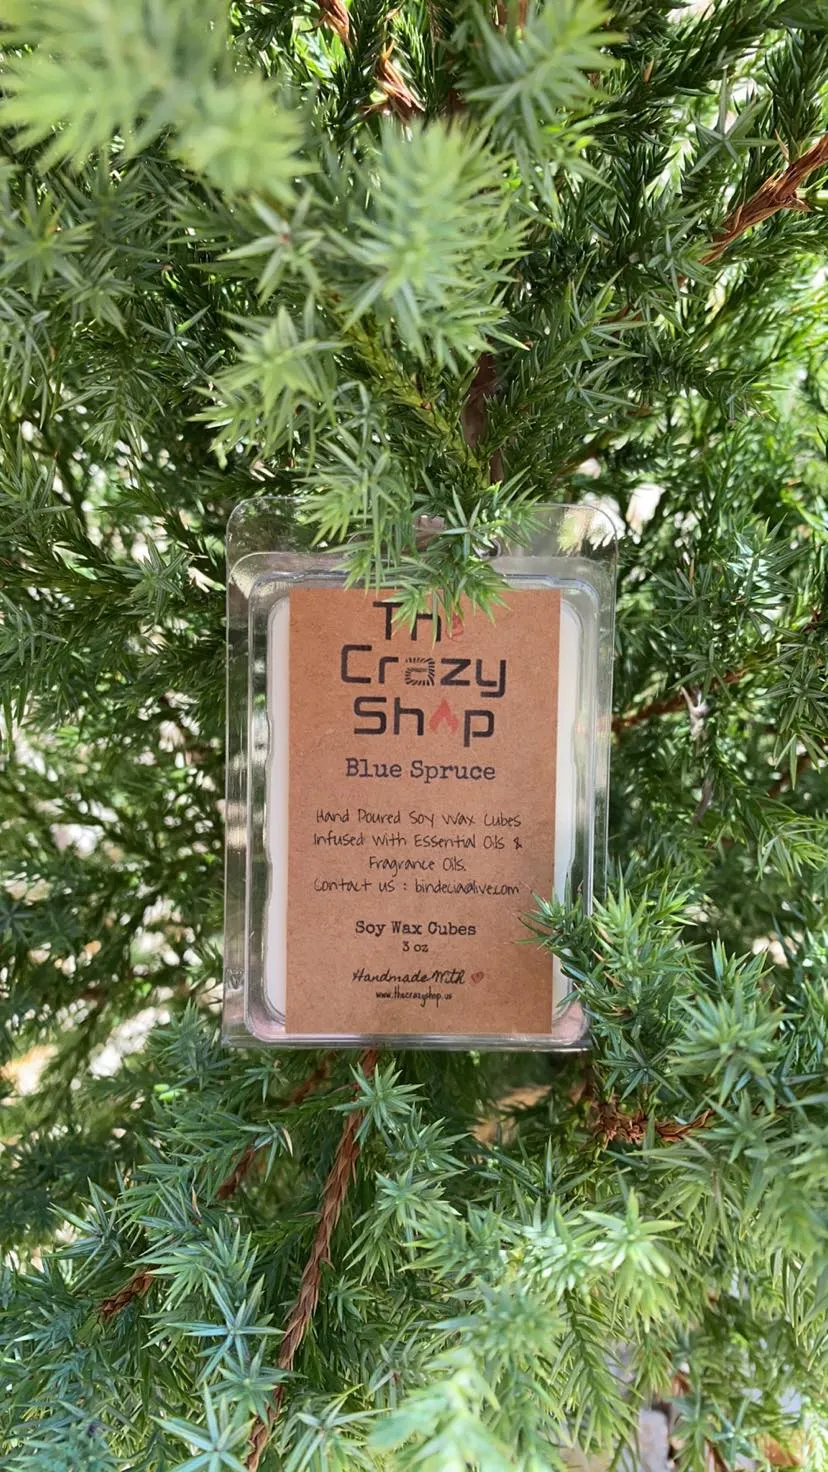 The
Crazy
Shop
Blue Spruce
Hand Poured Soy Wax Cubes
Infused With Essential Oils &
Fragrance Oils.
Contact us : bindecia@live.com
Soy Wax Cubes
3 oz
Handmade With
www.thecrazyshop.us